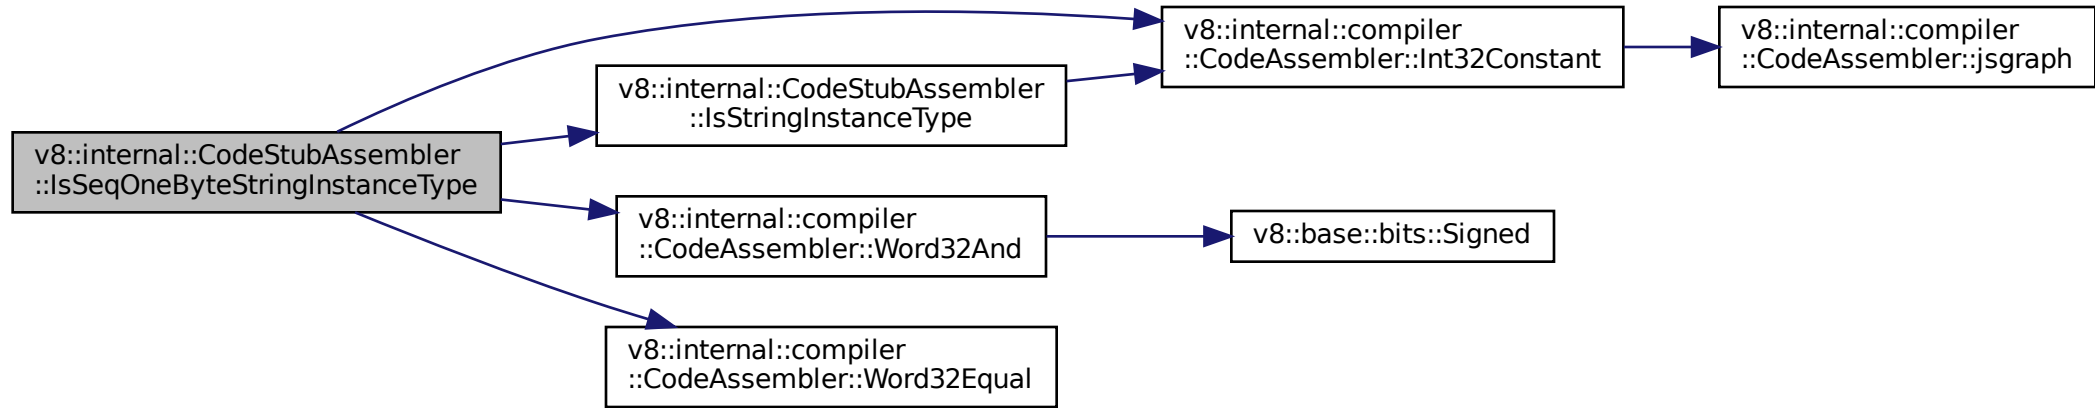 v8::internal::CodeStubAssembler
::IsSeqOneByteStringInstanceType
v8::internal::compiler
::CodeAssembler::Int32Constant
v8::internal::compiler
::CodeAssembler::jsgraph
v8::internal::CodeStubAssembler
::IsStringInstanceType
v8::internal::compiler
::CodeAssembler::Word32And
v8::base::bits::Signed
v8::internal::compiler
::CodeAssembler::Word32Equal